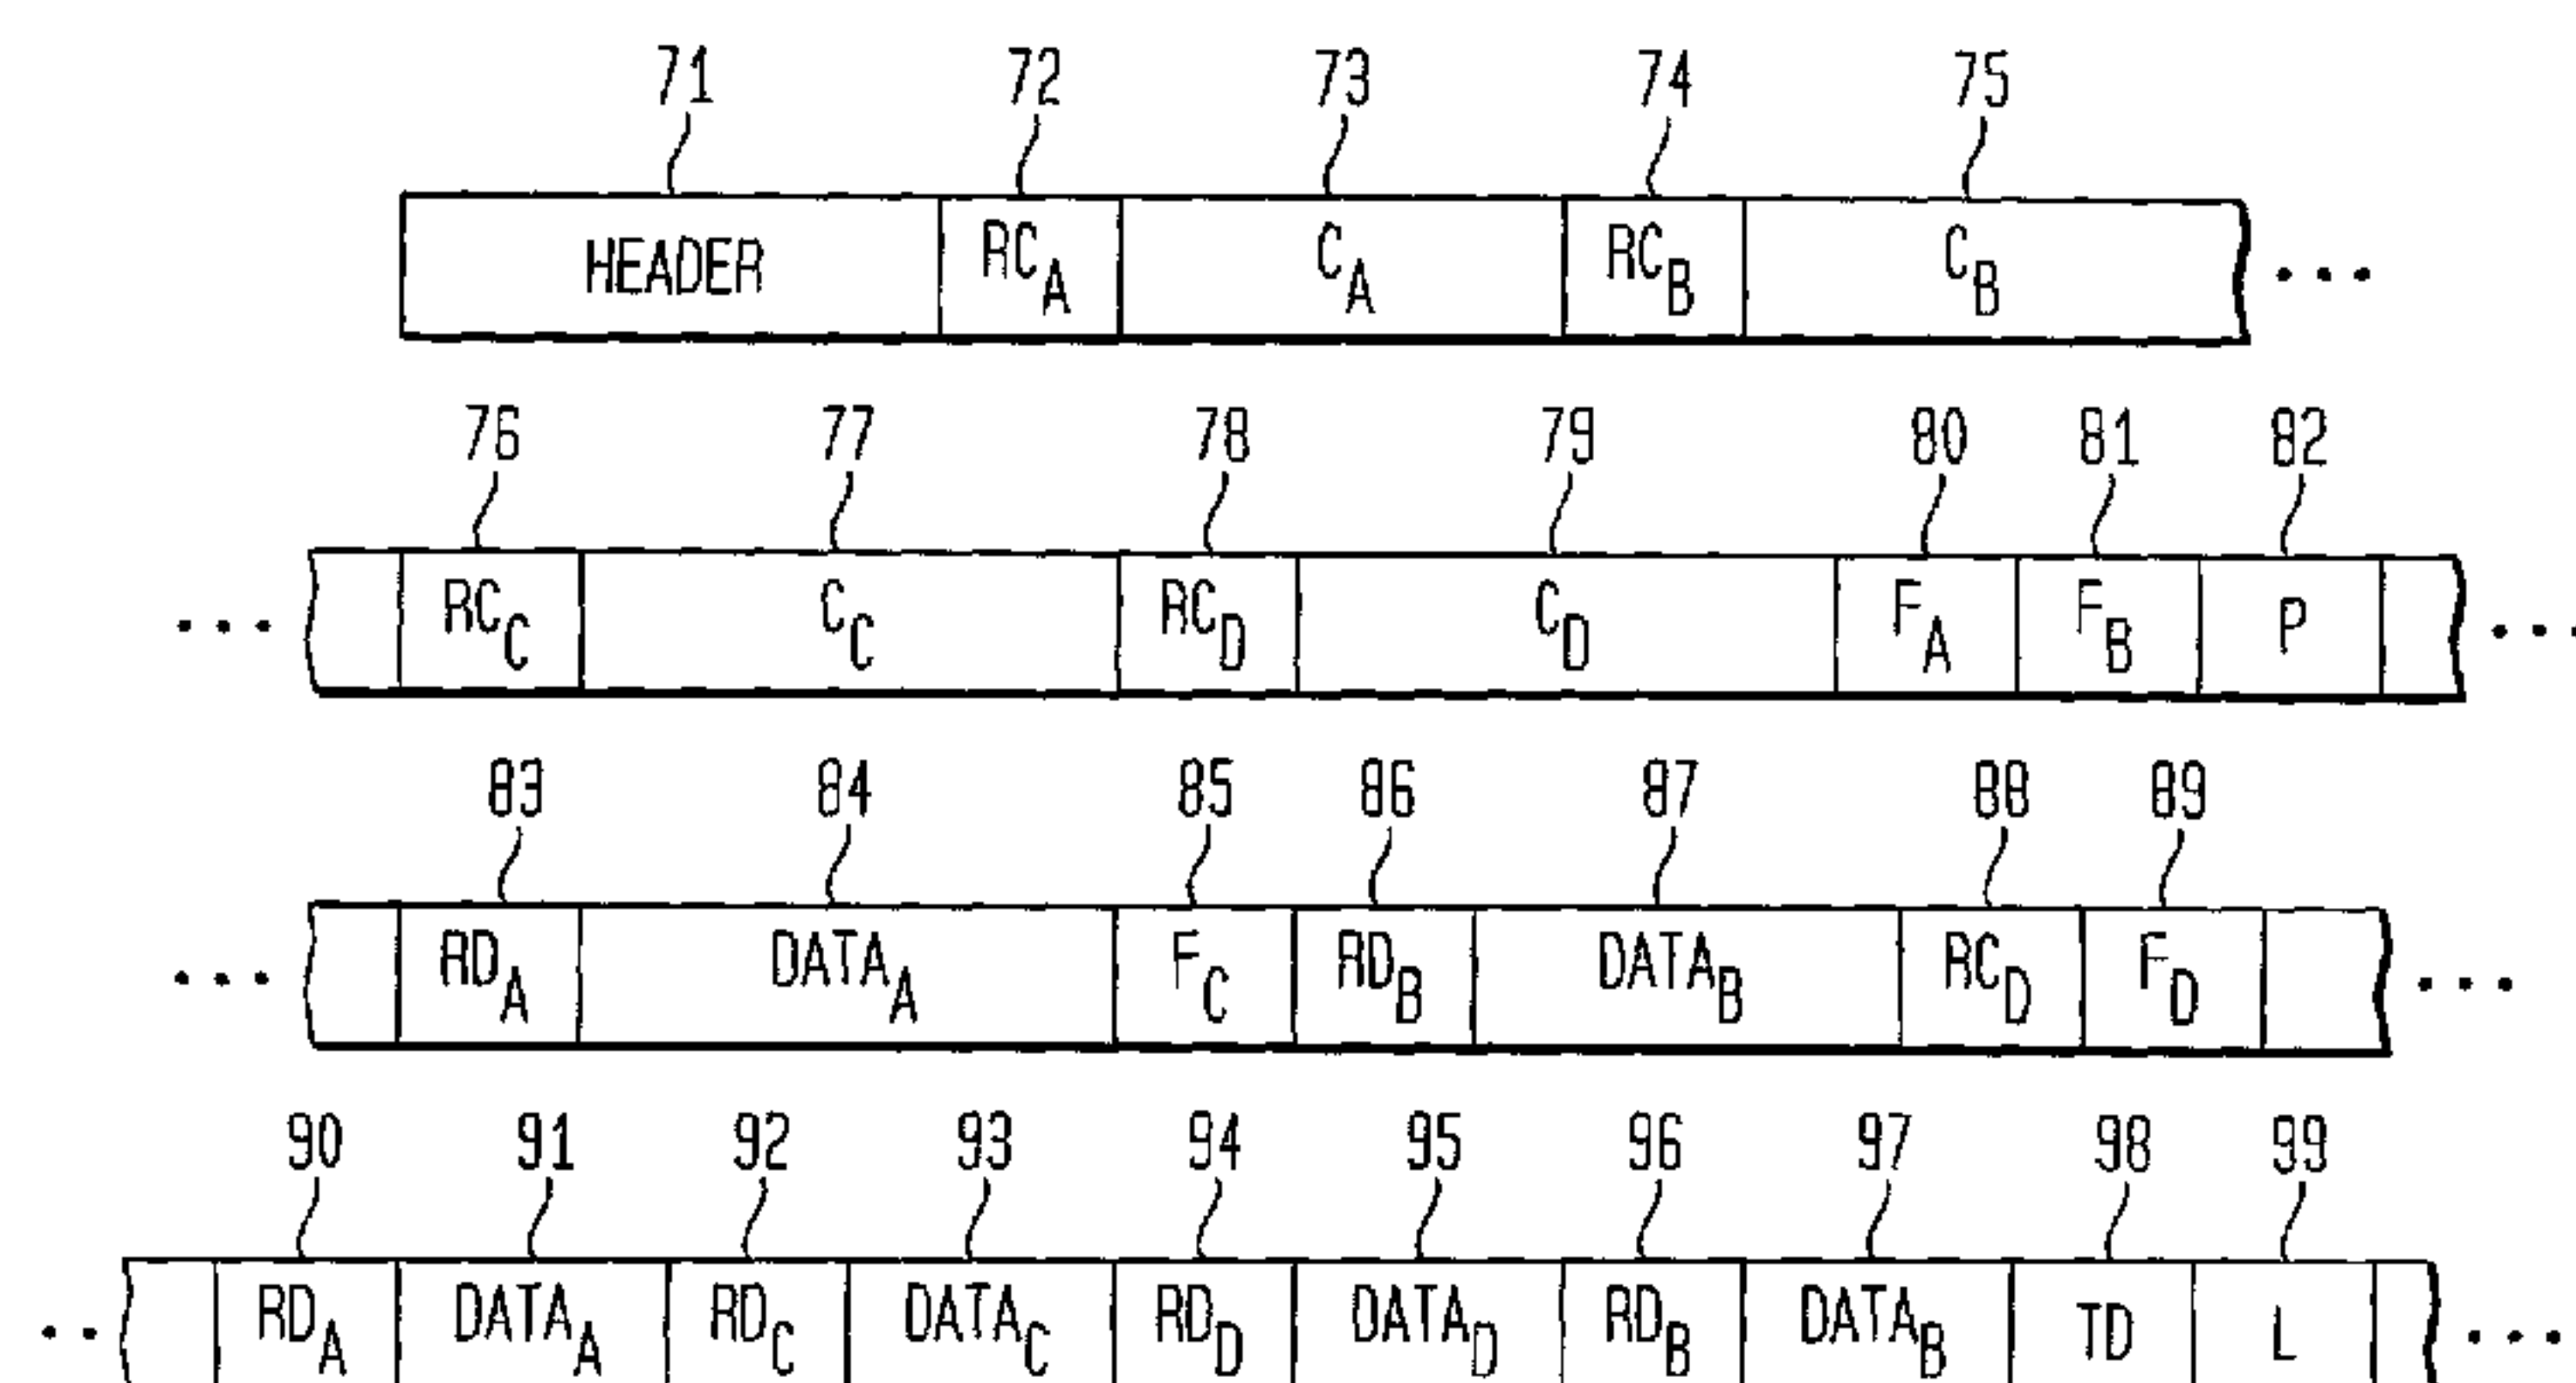 71 72 73 74 75
HEADER RC_A C_A RC_B C_B ...
76 77 78 79 80 81 82
... RC_C C_C RC_D C_D F_A F_B P ...
83 84 85 86 87 88 89
... RD_A DATA_A F_C RD_B DATA_B RC_D F_D ...
90 91 92 93 94 95 96 97 98 99
.. RD_A DATA_A RD_C DATA_C RD_D DATA_D RD_B DATA_B TD L ...